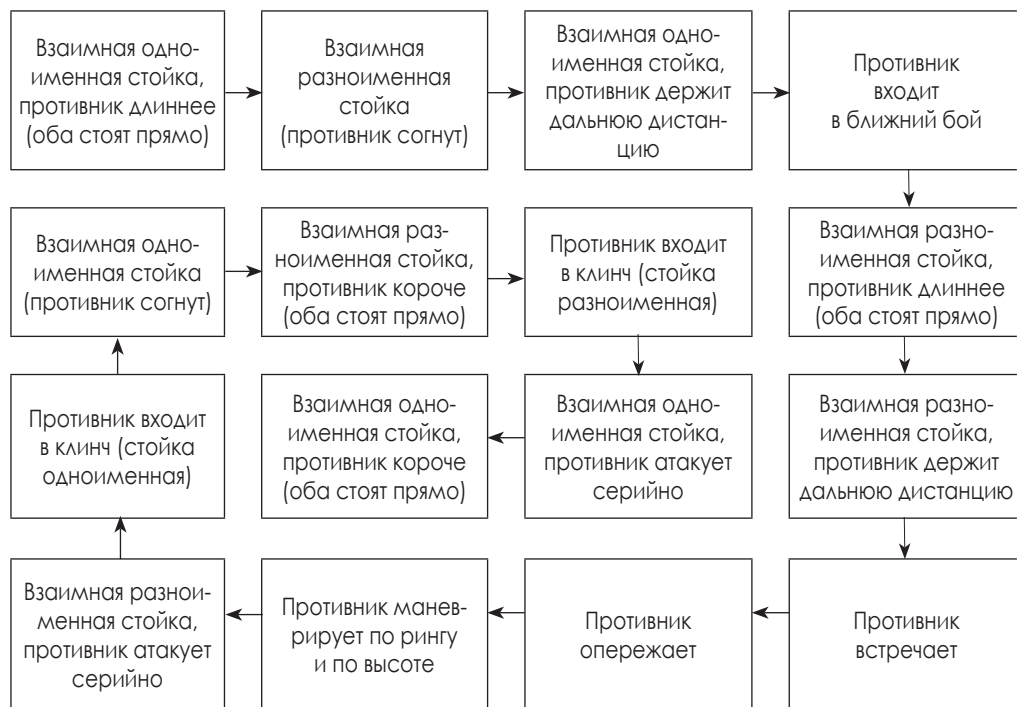 Взаимная одно-
именная стойка,
противник длиннее
(оба стоят прямо)
Взаимная
разноименная
стойка
(противник согнут)
Взаимная одно-
именная стойка,
противник держит
дальнюю дистан-
цию
Противник
входит
в ближний бой
Взаимная одно-
именная стойка
(противник согнут)
Взаимная раз-
ноименная стойка,
противник короче
(оба стоят прямо)
Противник входит
в клинч (стойка
разноименная)
Взаимная разно-
именная стойка,
противник длиннее
(оба стоят прямо)
Противник входит
в клинч (стойка
одноименная)
Взаимная одно-
именная стойка,
противник короче
(оба стоят прямо)
Взаимная одно-
именная стойка,
противник атакует
серийно
Взаимная разно-
именная стойка,
противник держит
дальнюю дистанцию
Взаимная разнои-
менная стойка,
противник атакует
серийно
Противник манев-
рирует по рингу
и по высоте
Противник
опережает
Противник
встречает